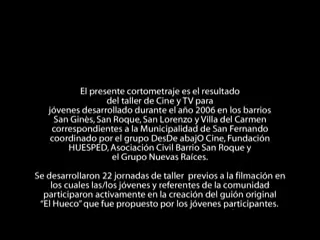 El presente cortometraje es el resultado
del taller de Cine y TV para
jóvenes desarrollado durante el año 2006 en los barrios
San Ginès, San Roque, San Lorenzo y Villa del Carmen
correspondientes a la Municipalidad de San Fernando
coordinado por el grupo DesDe abajO Cine, Fundación
HUESPED, Asociación Civil Barrio San Roque y
el Grupo Nuevas Raíces.
Se desarrollaron 22 jornadas de taller previos a la filmación en
los cuales las/los jóvenes y referentes de la comunidad
participaron activamente en la creación del guión original
"El Hueco" que fue propuesto por los jóvenes participantes.